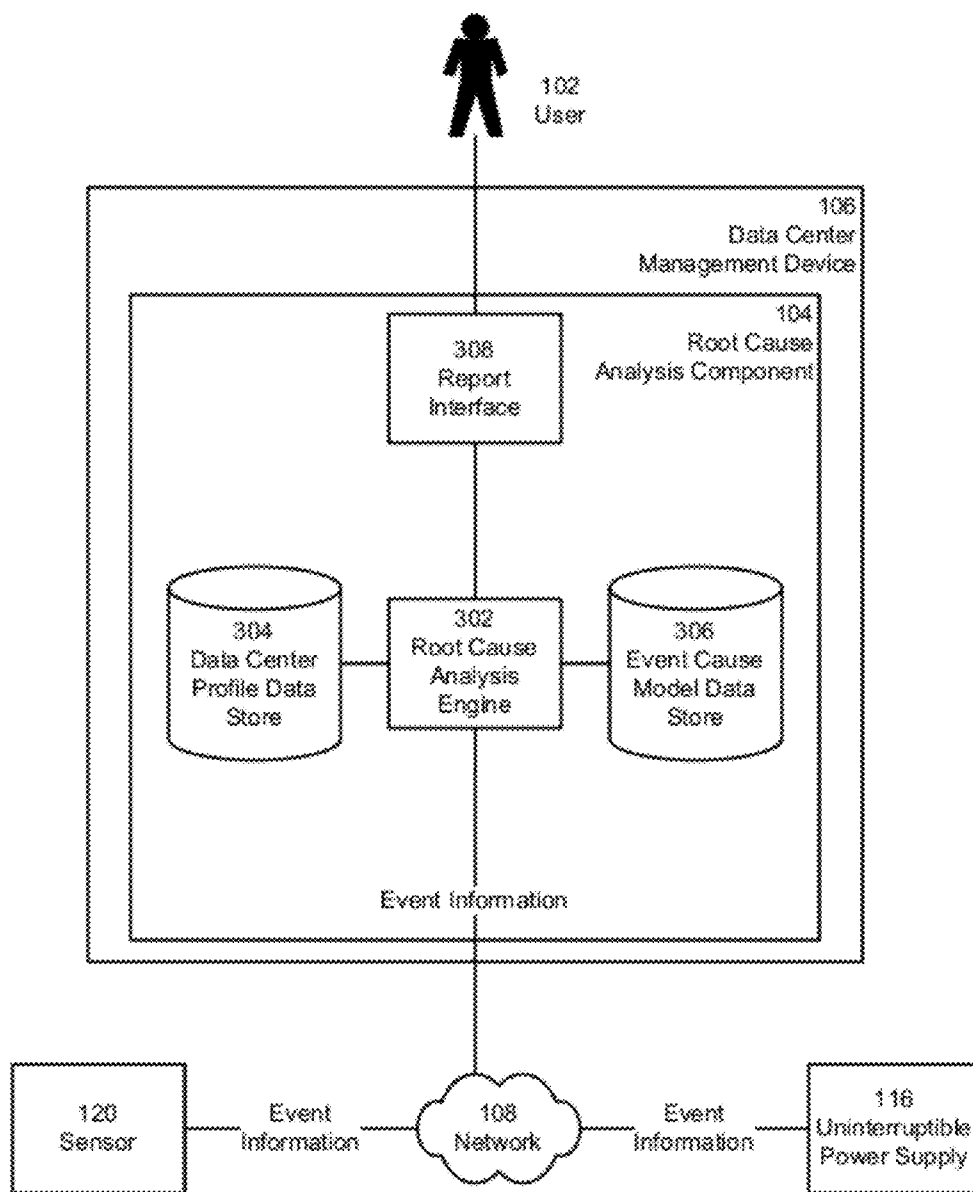 102
User
106
Data Center
Management Device
104
Root Cause
Analysis Component
308
Report
Interface
304
Data Center
Profile Data
Store
302
Root Cause
Analysis
Engine
306
Event Cause
Model Data
Store
Event Information
120
Sensor
Event
Information
108
Network
Event
Information
116
Uninterruptible
Power Supply